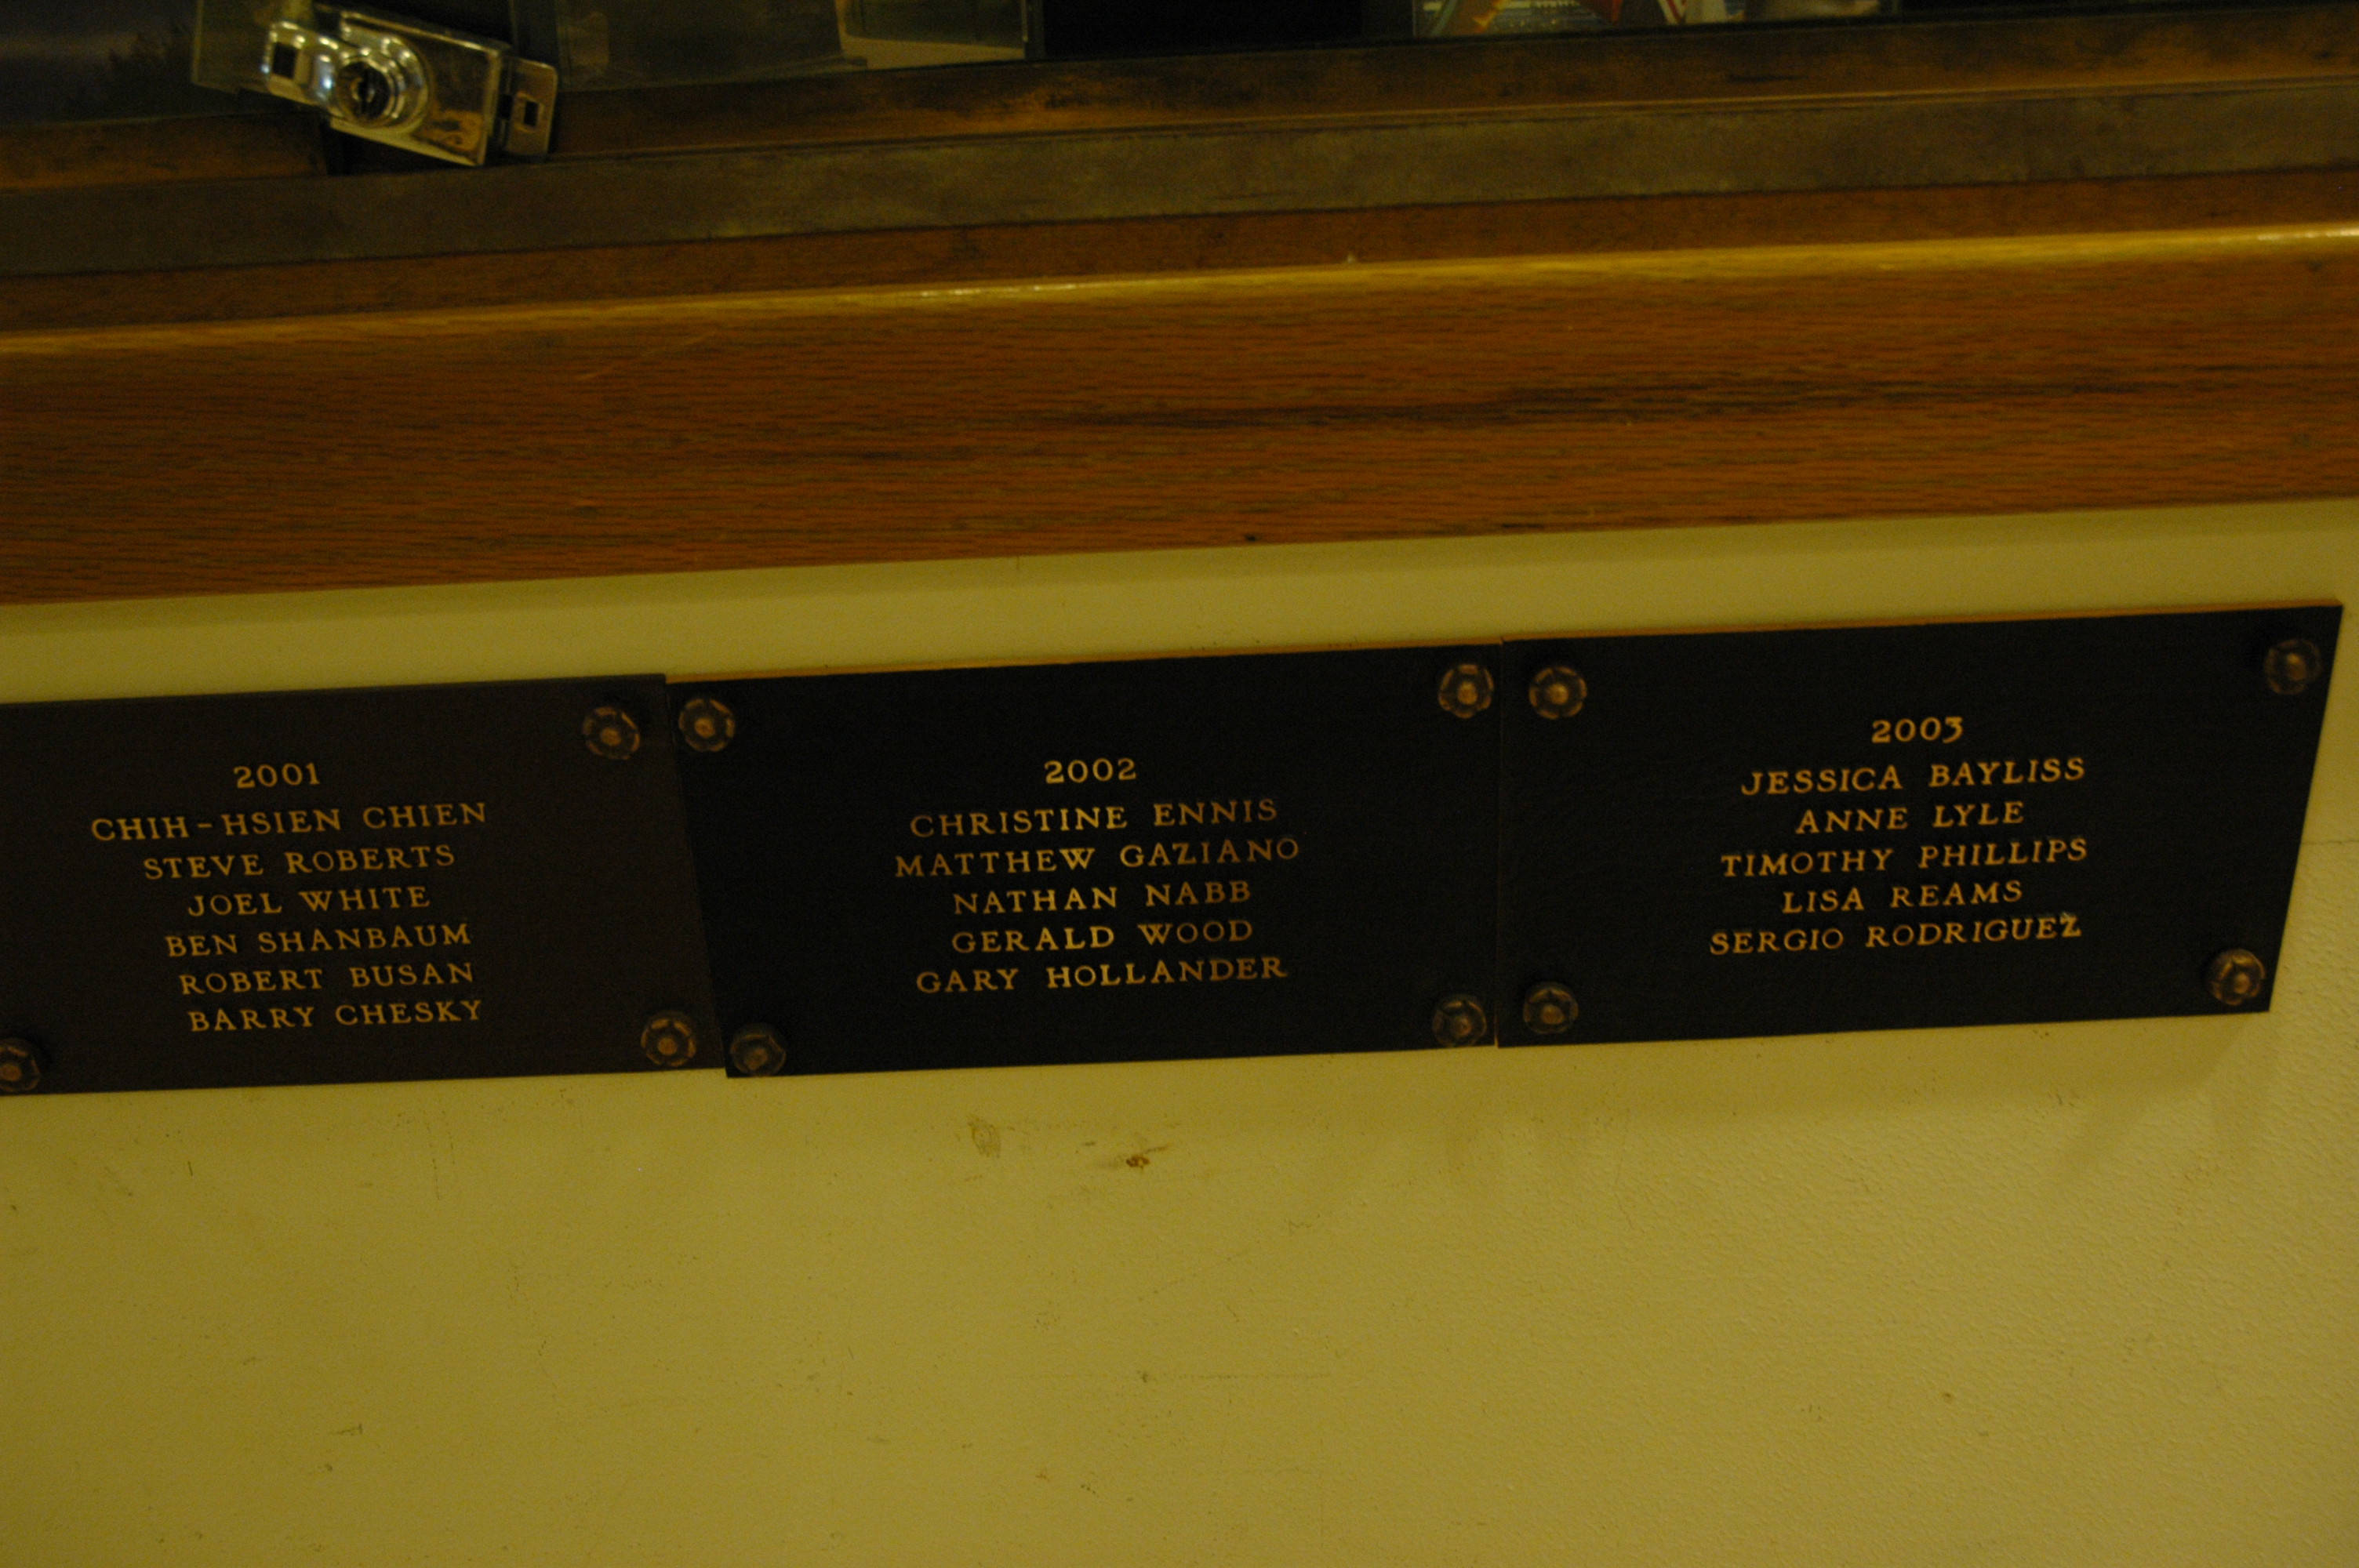 2001
CHIH-HSIEN CHIEN
STEVE ROBERTS
JOEL WHITE
BEN SHANBAUM
ROBERT BUSAN
BARRY CHESKY
2002
CHRISTINE ENNIS
MATTHEW GAZIANO
NATHAN NABB
GERALD WOOD
GARY HOLLANDER
2003
JESSICA BAYLISS
ANNE LYLE
TIMOTHY PHILLIPS
LISA REAMS
SERGIO RODRIGUEZ